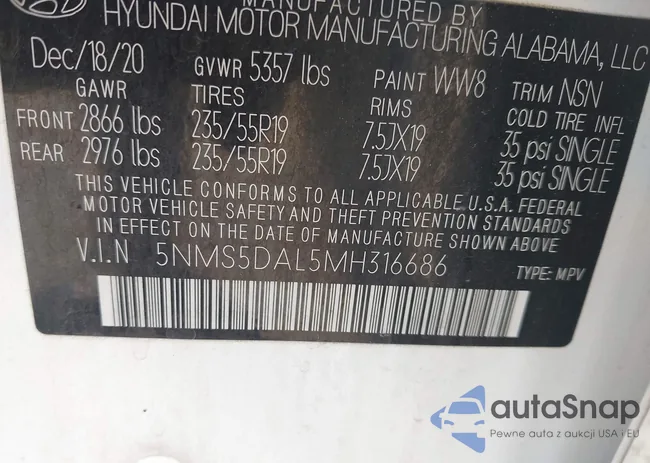 MANUFACTURED BY
HYUNDAI MOTOR MANUFACTURING ALABAMA, LLC
Dec/18/20 GVWR 5357 lbs PAINT WW8 TRIM NSN
GAWR TIRES RIMS COLD TIRE INFL
FRONT 2866 lbs 235/55R19 7.5JX19 35 psi SINGLE
REAR 2976 lbs 235/55R19 7.5JX19 35 psi SINGLE
THIS VEHICLE CONFORMS TO ALL APPLICABLE U.S.A. FEDERAL
MOTOR VEHICLE SAFETY AND THEFT PREVENTION STANDARDS
IN EFFECT ON THE DATE OF MANUFACTURE SHOWN ABOVE
V.I.N 5NMS5DAL5MH316686 TYPE: MPV
autaSnap
Pewne auta z aukcji USA i EU